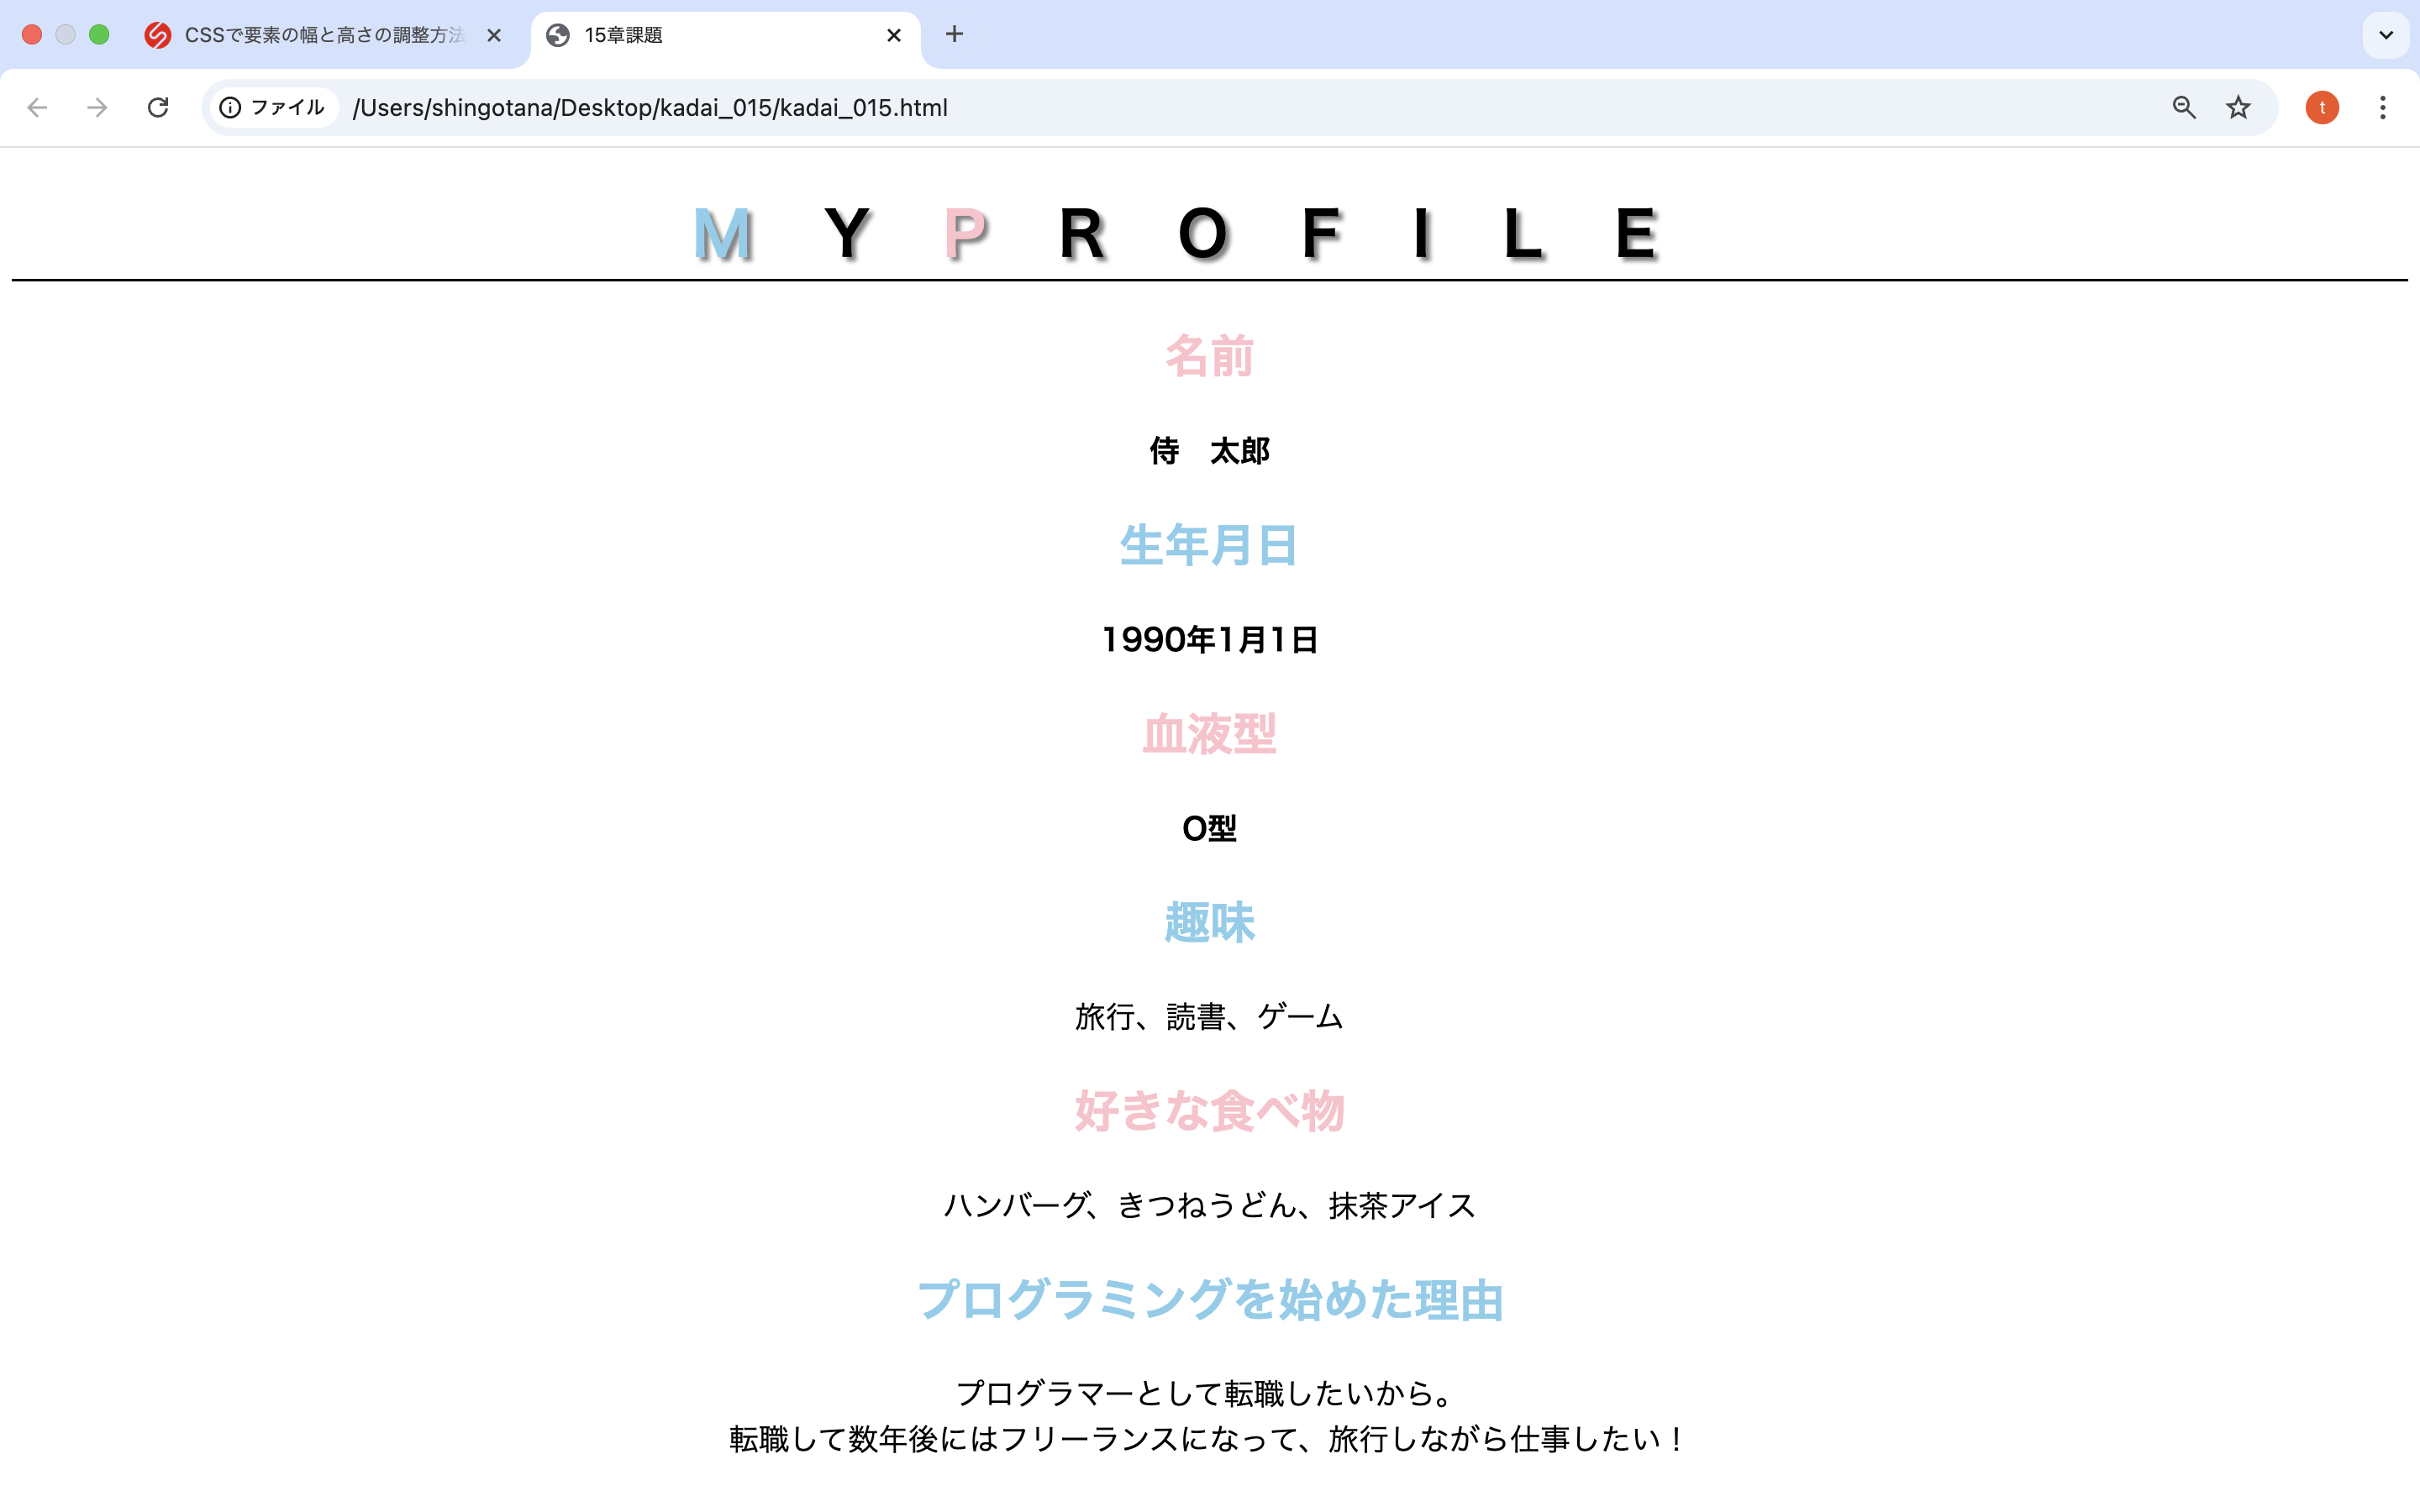 CSSで要素の幅と高さの調整方法
15章課題
ファイル /Users/shingotana/Desktop/kadai_015/kadai_015.html
t
MY PROFILE
名前
侍　太郎
生年月日
1990年1月1日
血液型
O型
趣味
旅行、読書、ゲーム
好きな食べ物
ハンバーグ、きつねうどん、抹茶アイス
プログラミングを始めた理由
プログラマーとして転職したいから。
転職して数年後にはフリーランスになって、旅行しながら仕事したい！